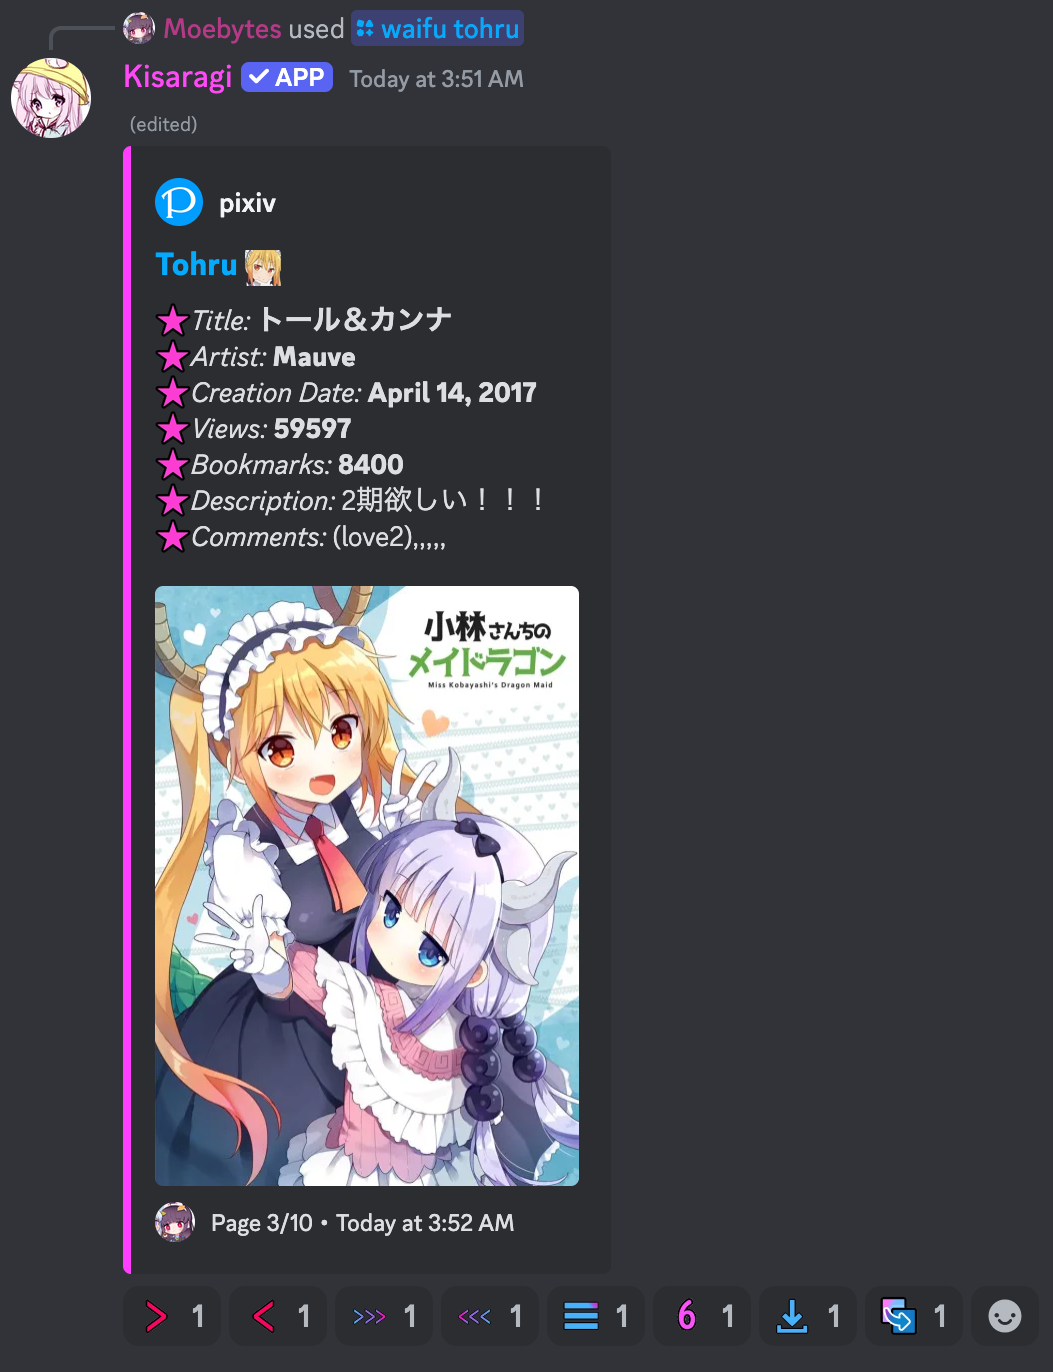 Moebytes used waifu tohru
Kisaragi APP Today at 3:51 AM
(edited)
pixiv
Tohru
Title: トール＆カンナ
Artist: Mauve
Creation Date: April 14, 2017
Views: 59597
Bookmarks: 8400
Description: 2期欲しい！！！
Comments: (love2),,,,,
小林さんちの
メイドラゴン
Miss Kobayashi's Dragon Maid
Page 3/10 • Today at 3:52 AM
1 1 1 1 1 6 1 1 1